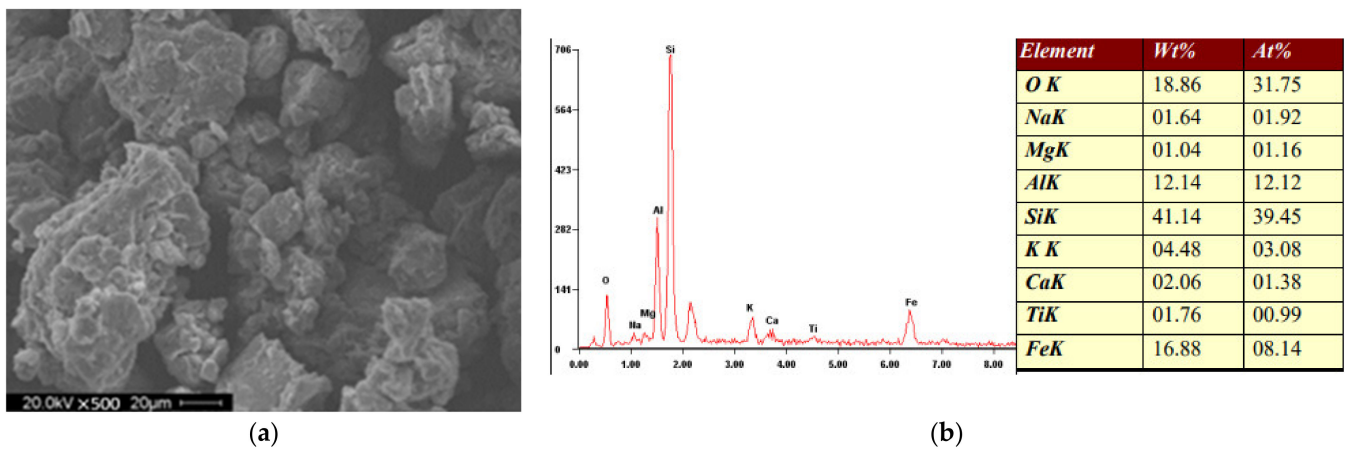 20.0kV ×500 20µm
(a)
706
564
423
282
141
0
0.00 1.00 2.00 3.00 4.00 5.00 6.00 7.00 8.00
O
Na
Mg
Al
Si
K
Ca
Ti
Fe
Element Wt% At%
O K 18.86 31.75
NaK 01.64 01.92
MgK 01.04 01.16
AlK 12.14 12.12
SiK 41.14 39.45
K K 04.48 03.08
CaK 02.06 01.38
TiK 01.76 00.99
FeK 16.88 08.14
(b)